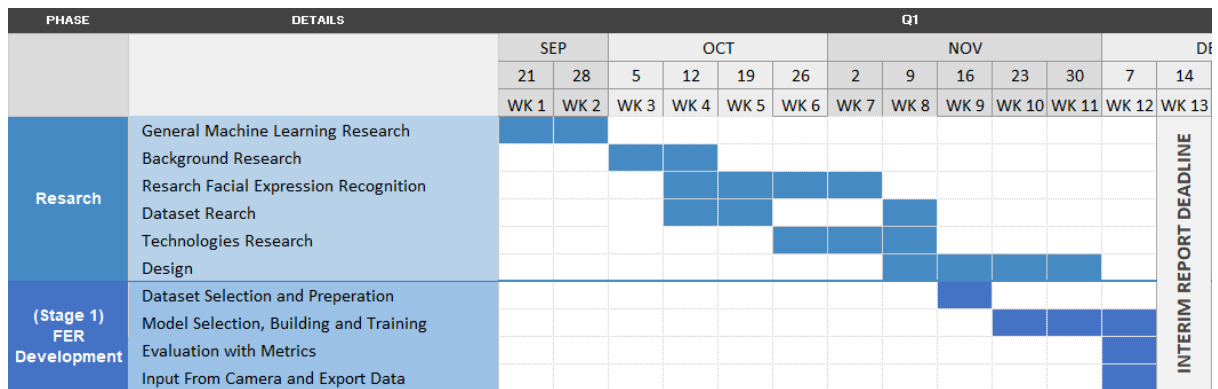 PHASE DETAILS Q1
SEP OCT NOV DE
21 28 5 12 19 26 2 9 16 23 30 7 14
WK 1 WK 2 WK 3 WK 4 WK 5 WK 6 WK 7 WK 8 WK 9 WK 10 WK 11 WK 12 WK 13
Resarch
General Machine Learning Research
Background Research
Resarch Facial Expression Recognition
Dataset Rearch
Technologies Research
Design
(Stage 1)
FER
Development
Dataset Selection and Preperation
Model Selection, Building and Training
Evaluation with Metrics
Input From Camera and Export Data
INTERIM REPORT DEADLINE